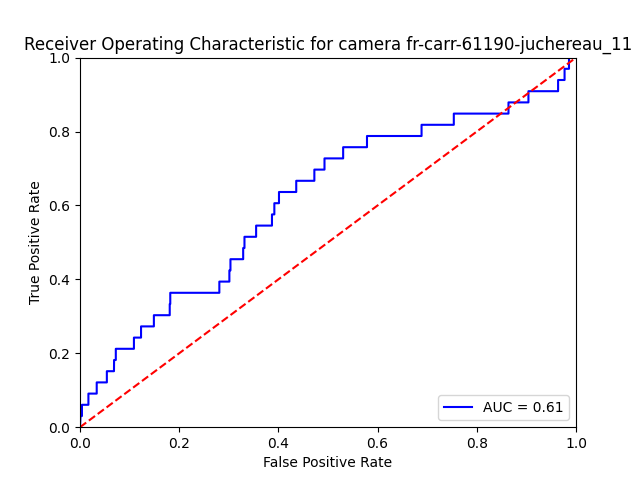 Receiver Operating Characteristic for camera fr-carr-61190-juchereau_11
1.0
0.8
0.6
0.4
0.2
0.0
True Positive Rate
AUC = 0.61
0.0 0.2 0.4 0.6 0.8 1.0
False Positive Rate